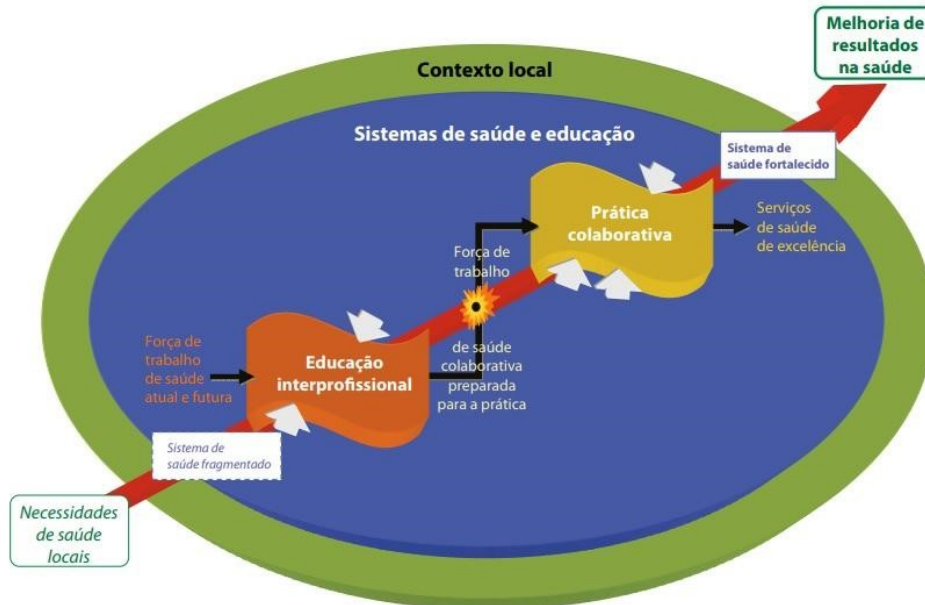 Melhoria de
resultados
na saúde
Contexto local
Sistemas de saúde e educação
Sistema de
saúde fortalecido
Prática
colaborativa
Serviços
de saúde
de excelência
Força de
trabalho
de saúde
colaborativa
preparada
para a prática
Educação
interprofissional
Força de
trabalho
de saúde
atual e futura
Sistema de
saúde fragmentado
Necessidades
de saúde
locais